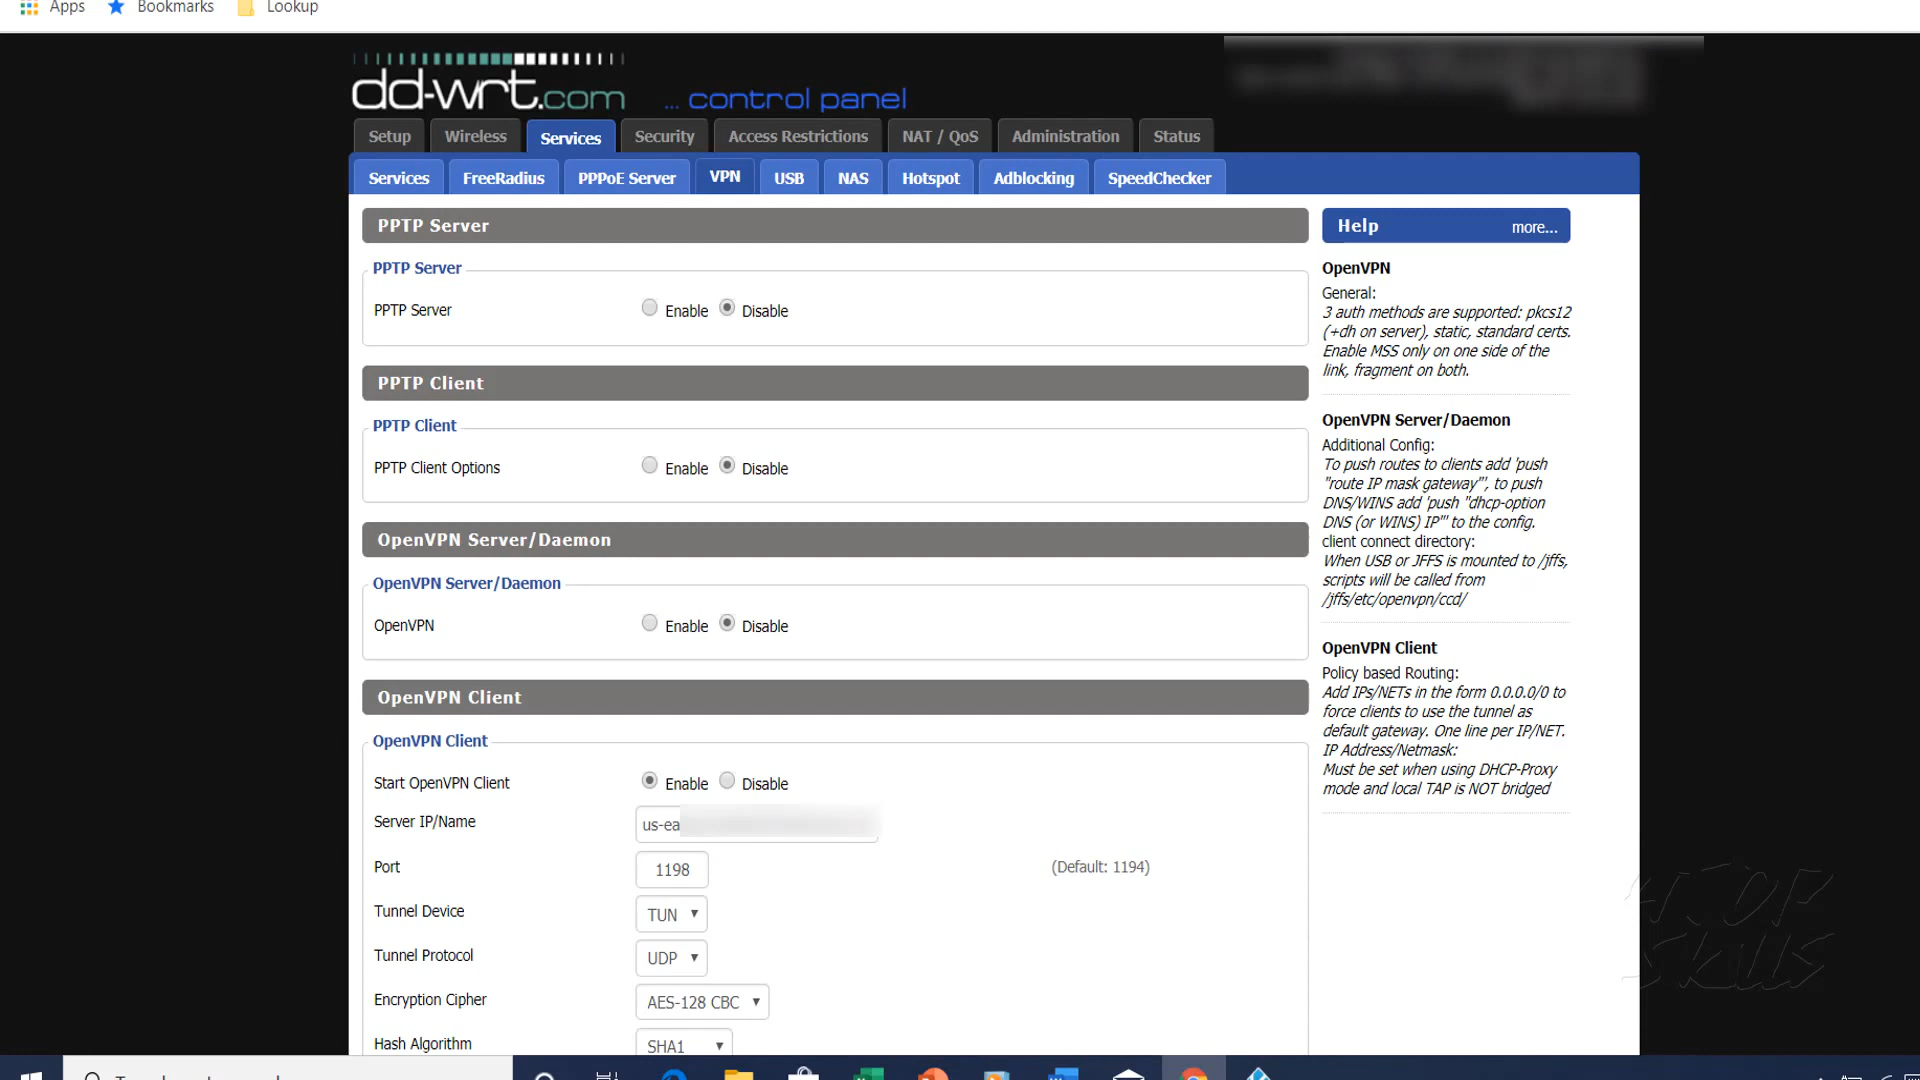 Apps Bookmarks Lookup
dd-wrt.com ... control panel
Setup Wireless Services Security Access Restrictions NAT / QoS Administration Status
Services FreeRadius PPPoE Server VPN USB NAS Hotspot Adblocking SpeedChecker
PPTP Server
PPTP Server
PPTP Server Enable Disable
PPTP Client
PPTP Client
PPTP Client Options Enable Disable
OpenVPN Server/Daemon
OpenVPN Server/Daemon
OpenVPN Enable Disable
OpenVPN Client
OpenVPN Client
Start OpenVPN Client Enable Disable
Server IP/Name us-ea
Port 1198 (Default: 1194)
Tunnel Device TUN
Tunnel Protocol UDP
Encryption Cipher AES-128 CBC
Hash Algorithm SHA1
Help more...
OpenVPN
General:
3 auth methods are supported: pkcs12
(+dh on server), static, standard certs.
Enable MSS only on one side of the
link, fragment on both.
OpenVPN Server/Daemon
Additional Config:
To push routes to clients add 'push
"route IP mask gateway"', to push
DNS/WINS add 'push "dhcp-option
DNS (or WINS) IP"' to the config.
client connect directory:
When USB or JFFS is mounted to /jffs,
scripts will be called from
/jffs/etc/openvpn/ccd/
OpenVPN Client
Policy based Routing:
Add IPs/NETs in the form 0.0.0.0/0 to
force clients to use the tunnel as
default gateway. One line per IP/NET.
IP Address/Netmask:
Must be set when using DHCP-Proxy
mode and local TAP is NOT bridged